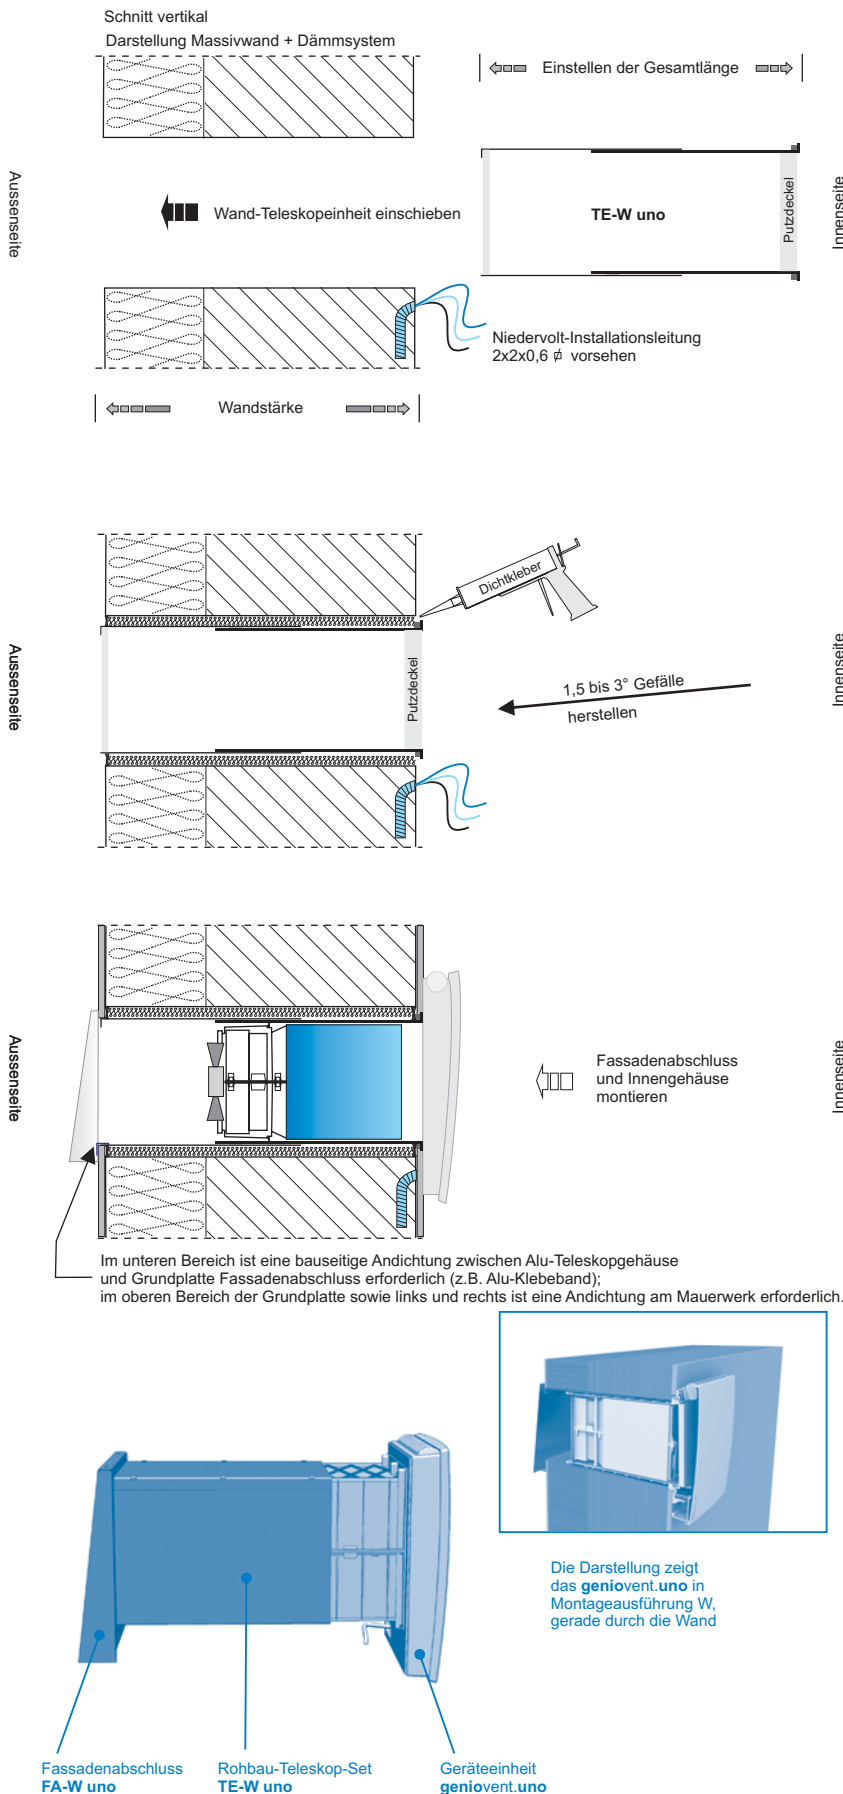 Schnitt vertikal
Darstellung Massivwand + Dämmsystem
Einstellen der Gesamtlänge
Aussenseite
Wand-Teleskopeinheit einschieben
TE-W uno
Putzdeckel
Innenseite
Niedervolt-Installationsleitung
2x2x0,6 vorsehen
Wandstärke
Dichtkleber
Aussenseite
Putzdeckel
1,5 bis 3° Gefälle
herstellen
Innenseite
Aussenseite
Fassadenabschluss
und Innengehäuse
montieren
Innenseite
Im unteren Bereich ist eine bauseitige Andichtung zwischen Alu-Teleskopgehäuse
und Grundplatte Fassadenabschluss erforderlich (z.B. Alu-Klebeband);
im oberen Bereich der Grundplatte sowie links und rechts ist eine Andichtung am Mauerwerk erforderlich.
Die Darstellung zeigt
das geniovent.uno in
Montageausführung W,
gerade durch die Wand
Fassadenabschluss
FA-W uno
Rohbau-Teleskop-Set
TE-W uno
Geräteeinheit
geniovent.uno